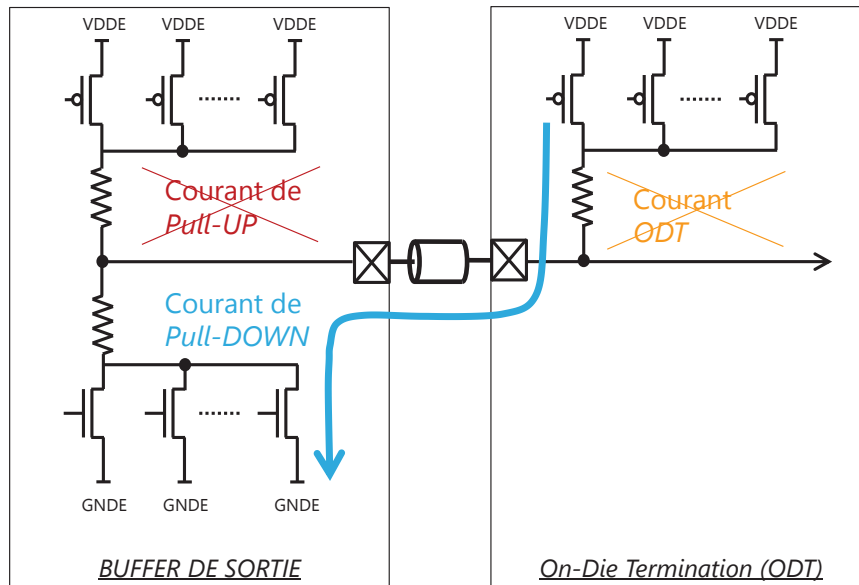 VDDE VDDE VDDE
VDDE VDDE VDDE
Courant de
Pull-UP
Courant
ODT
Courant de
Pull-DOWN
GNDE GNDE GNDE
BUFFER DE SORTIE
On-Die Termination (ODT)